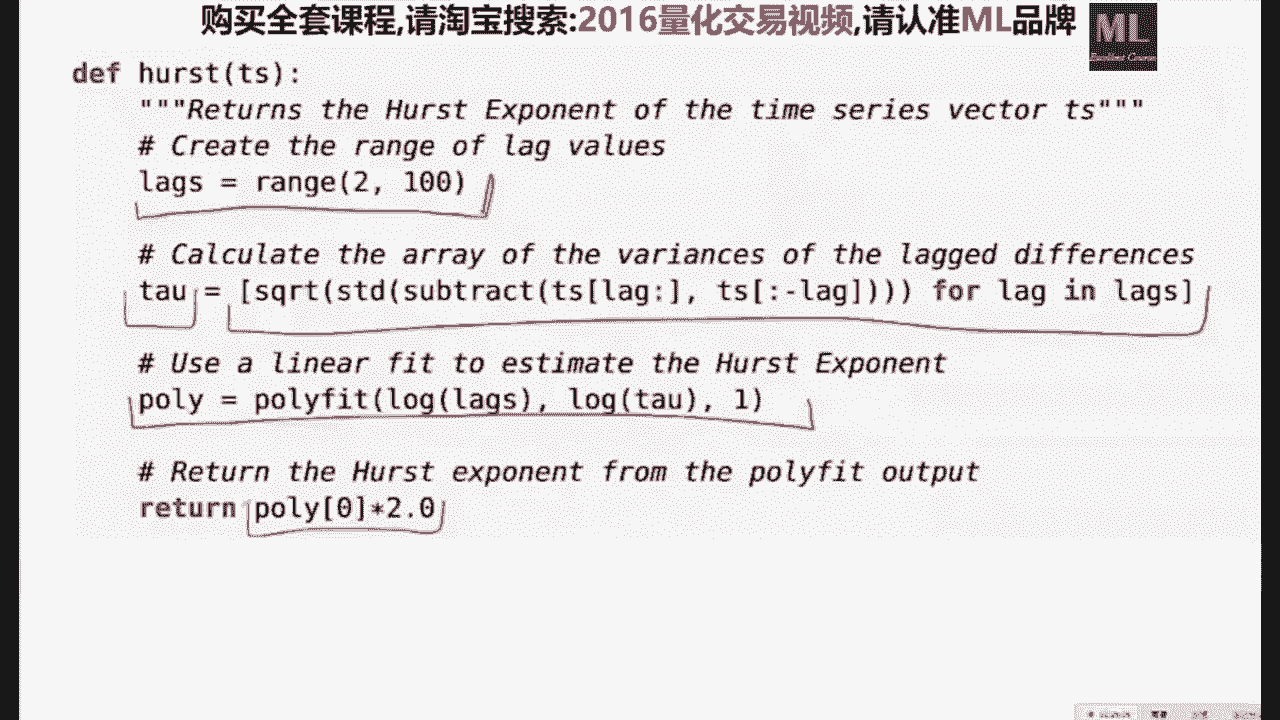 购买全套课程,请淘宝搜索:2016量化交易视频,请认准ML品牌
ML
def hurst(ts):
    """Returns the Hurst Exponent of the time series vector ts"""
    # Create the range of lag values
    lags = range(2, 100)
    # Calculate the array of the variances of the lagged differences
    tau = [sqrt(std(subtract(ts[lag:], ts[:-lag]))) for lag in lags]
    # Use a linear fit to estimate the Hurst Exponent
    poly = polyfit(log(lags), log(tau), 1)
    # Return the Hurst exponent from the polyfit output
    return poly[0]*2.0